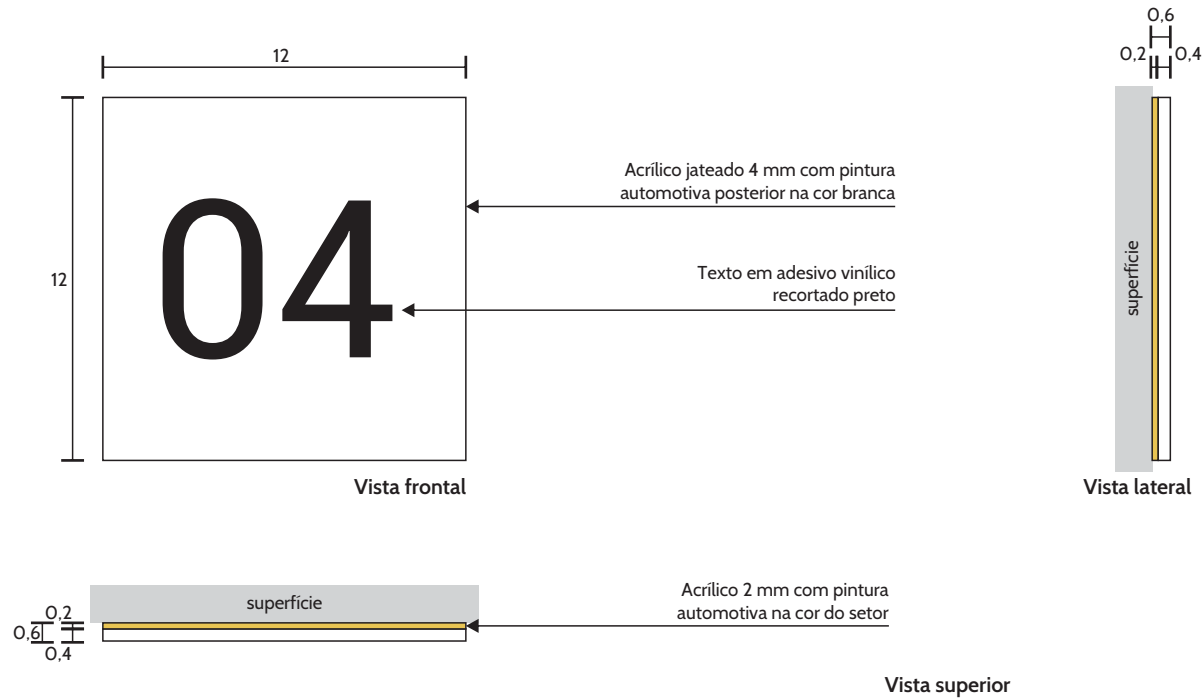 12
0,6
0,2
0,4
Acrílico jateado 4 mm com pintura
automotiva posterior na cor branca
04
12
superfície
Texto em adesivo vinílico
recortado preto
Vista frontal
Vista lateral
superfície
Acrílico 2 mm com pintura
automotiva na cor do setor
0,2
0,6
0,4
Vista superior